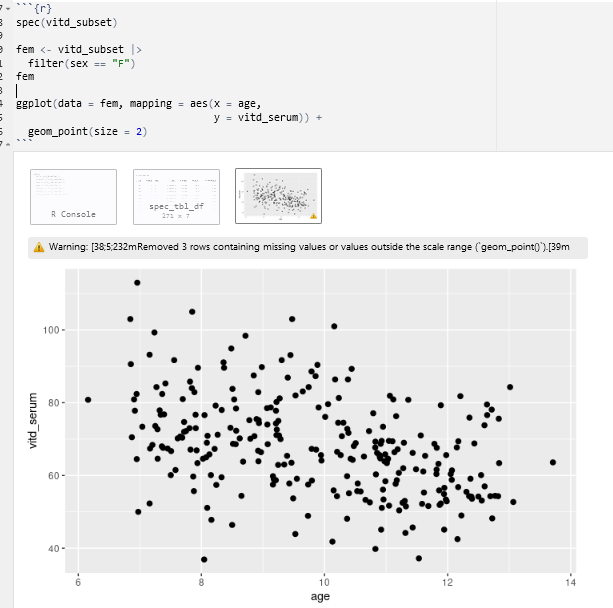 ```{r}
spec(vitd_subset)
fem <- vitd_subset |>
filter(sex == "F")
fem
ggplot(data = fem, mapping = aes(x = age,
y = vitd_serum)) +
geom_point(size = 2)
```
R Console
spec_tbl_df
171 x 7
Warning: [38;5;232mRemoved 3 rows containing missing values or values outside the scale range (`geom_point()`).[39m
100
80
60
40
vitd_serum
6 8 10 12 14
age